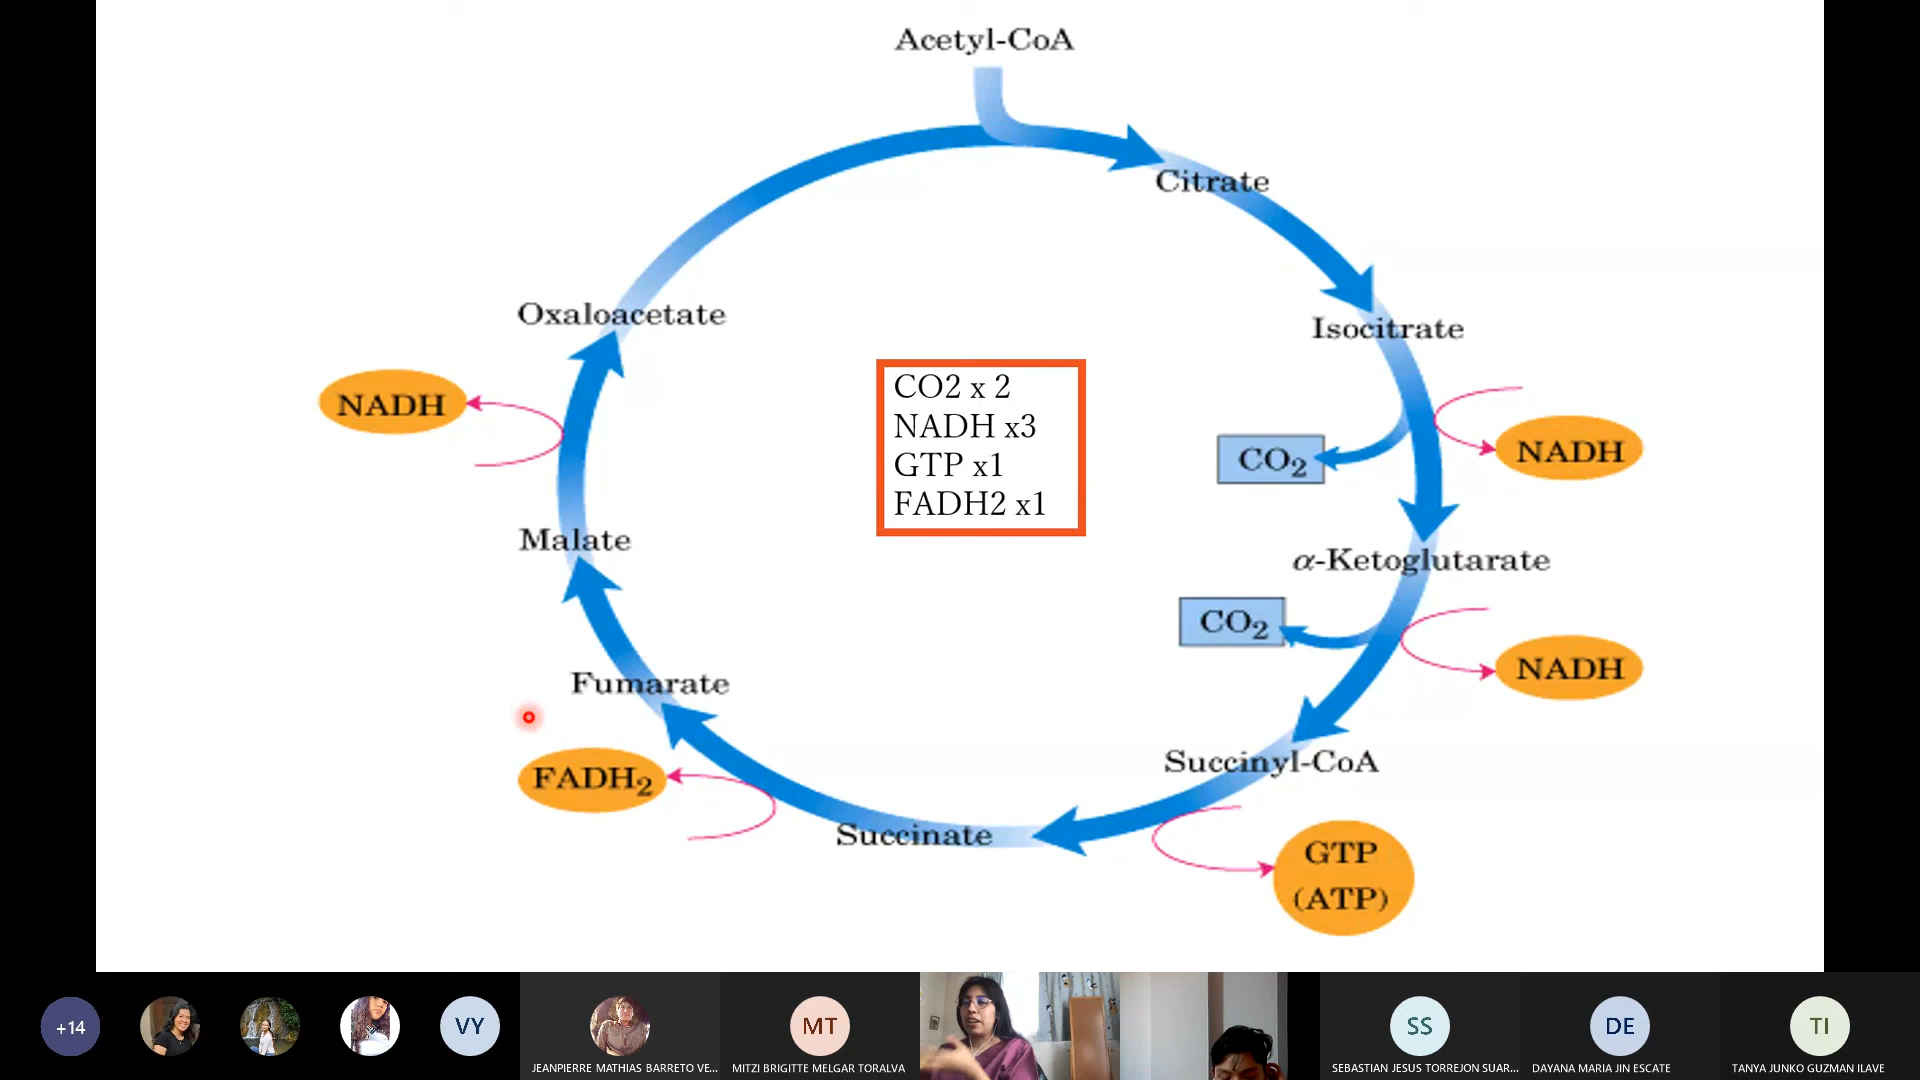 Acetyl-CoA
Citrate
Oxaloacetate
Isocitrate
CO2 x 2
NADH x3
GTP x1
FADH2 x1
NADH
CO₂
NADH
Malate
α-Ketoglutarate
CO₂
NADH
Fumarate
Succinyl-CoA
FADH₂
Succinate
GTP
(ATP)
+14
VY
MT
SS
DE
TI
JEANPIERRE MATHIAS BARRETO VE...
MITZI BRIGITTE MELGAR TORALVA
SEBASTIAN JESUS TORREJON SUAR...
DAYANA MARIA JIN ESCATE
TANYA JUNKO GUZMAN ILAVE